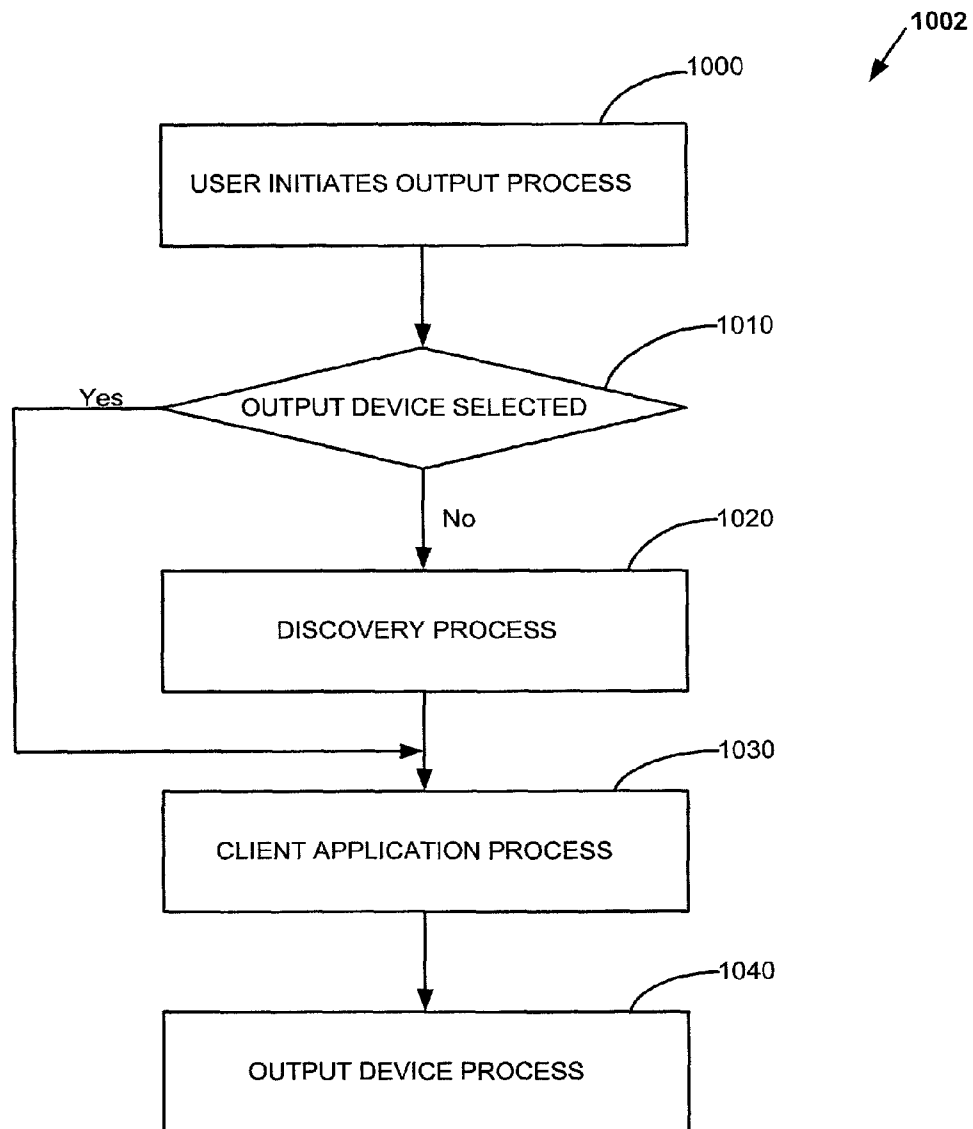 1002
1000
USER INITIATES OUTPUT PROCESS
1010
Yes
OUTPUT DEVICE SELECTED
No
1020
DISCOVERY PROCESS
1030
CLIENT APPLICATION PROCESS
1040
OUTPUT DEVICE PROCESS